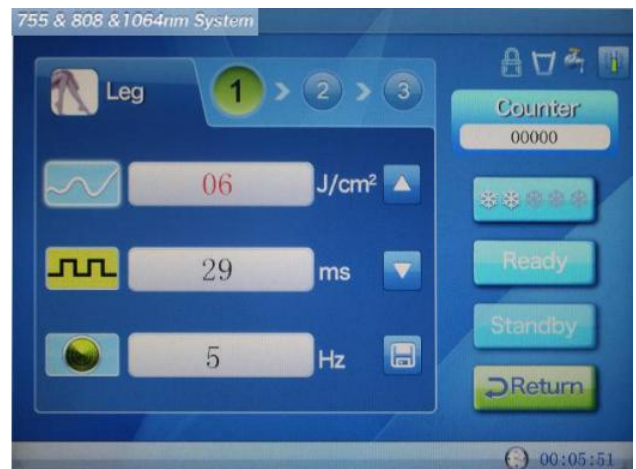 755 & 808 &1064nm System
Leg
1 > 2 > 3
Counter
00000
06 J/cm²
29 ms
Ready
Standby
5 Hz
Return
00:05:51